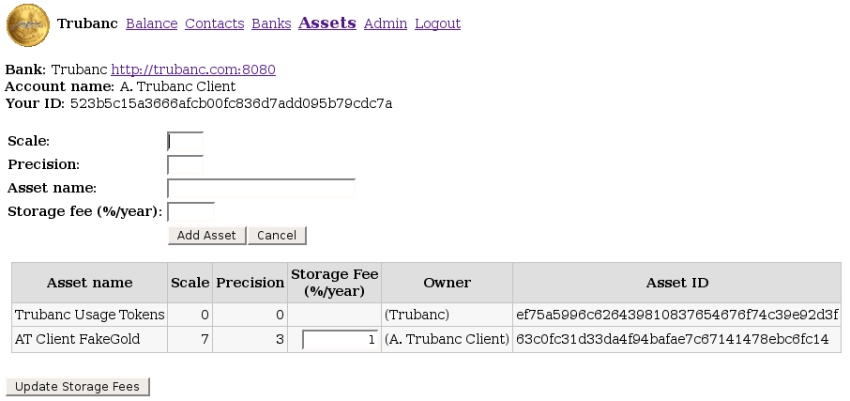 Trubanc Balance Contacts Banks Assets Admin Logout
Bank: Trubanc http://trubanc.com:8080
Account name: A. Trubanc Client
Your ID: 523b5c15a3666afcb00fc836d7add095b79cdc7a
Scale:
Precision:
Asset name:
Storage fee (%/year):
Add Asset Cancel
Asset name Scale Precision Storage Fee (%/year) Owner Asset ID
Trubanc Usage Tokens 0 0 (Trubanc) ef75a5996c626439810837654676f74c39e92d3f
AT Client FakeGold 7 3 1 (A. Trubanc Client) 63c0fc31d33da4f94bafae7c67141478ebc6fc14
Update Storage Fees